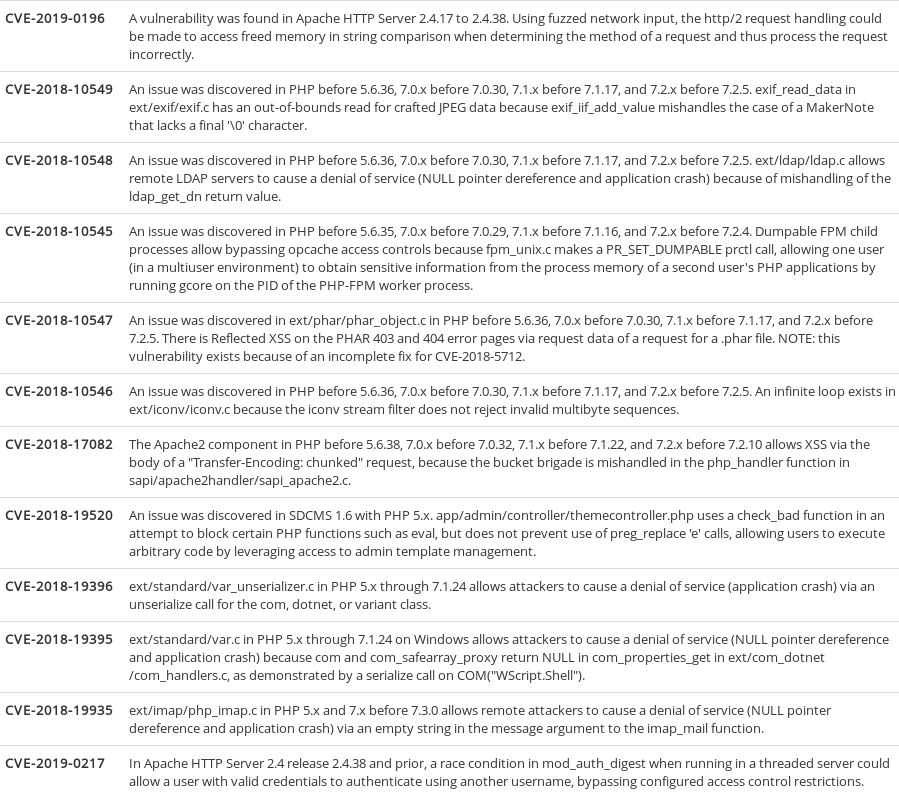 CVE-2019-0196 A vulnerability was found in Apache HTTP Server 2.4.17 to 2.4.38. Using fuzzed network input, the http/2 request handling could
be made to access freed memory in string comparison when determining the method of a request and thus process the request
incorrectly.
CVE-2018-10549 An issue was discovered in PHP before 5.6.36, 7.0.x before 7.0.30, 7.1.x before 7.1.17, and 7.2.x before 7.2.5. exif_read_data in
ext/exif/exif.c has an out-of-bounds read for crafted JPEG data because exif_iif_add_value mishandles the case of a MakerNote
that lacks a final '\0' character.
CVE-2018-10548 An issue was discovered in PHP before 5.6.36, 7.0.x before 7.0.30, 7.1.x before 7.1.17, and 7.2.x before 7.2.5. ext/ldap/ldap.c allows
remote LDAP servers to cause a denial of service (NULL pointer dereference and application crash) because of mishandling of the
ldap_get_dn return value.
CVE-2018-10545 An issue was discovered in PHP before 5.6.35, 7.0.x before 7.0.29, 7.1.x before 7.1.16, and 7.2.x before 7.2.4. Dumpable FPM child
processes allow bypassing opcache access controls because fpm_unix.c makes a PR_SET_DUMPABLE prctl call, allowing one user
(in a multiuser environment) to obtain sensitive information from the process memory of a second user's PHP applications by
running gcore on the PID of the PHP-FPM worker process.
CVE-2018-10547 An issue was discovered in ext/phar/phar_object.c in PHP before 5.6.36, 7.0.x before 7.0.30, 7.1.x before 7.1.17, and 7.2.x before
7.2.5. There is Reflected XSS on the PHAR 403 and 404 error pages via request data of a request for a .phar file. NOTE: this
vulnerability exists because of an incomplete fix for CVE-2018-5712.
CVE-2018-10546 An issue was discovered in PHP before 5.6.36, 7.0.x before 7.0.30, 7.1.x before 7.1.17, and 7.2.x before 7.2.5. An infinite loop exists in
ext/iconv/iconv.c because the iconv stream filter does not reject invalid multibyte sequences.
CVE-2018-17082 The Apache2 component in PHP before 5.6.38, 7.0.x before 7.0.32, 7.1.x before 7.1.22, and 7.2.x before 7.2.10 allows XSS via the
body of a "Transfer-Encoding: chunked" request, because the bucket brigade is mishandled in the php_handler function in
sapi/apache2handler/sapi_apache2.c.
CVE-2018-19520 An issue was discovered in SDCMS 1.6 with PHP 5.x. app/admin/controller/themecontroller.php uses a check_bad function in an
attempt to block certain PHP functions such as eval, but does not prevent use of preg_replace 'e' calls, allowing users to execute
arbitrary code by leveraging access to admin template management.
CVE-2018-19396 ext/standard/var_unserializer.c in PHP 5.x through 7.1.24 allows attackers to cause a denial of service (application crash) via an
unserialize call for the com, dotnet, or variant class.
CVE-2018-19395 ext/standard/var.c in PHP 5.x through 7.1.24 on Windows allows attackers to cause a denial of service (NULL pointer dereference
and application crash) because com and com_safearray_proxy return NULL in com_properties_get in ext/com_dotnet
/com_handlers.c, as demonstrated by a serialize call on COM("WScript.Shell").
CVE-2018-19935 ext/imap/php_imap.c in PHP 5.x and 7.x before 7.3.0 allows remote attackers to cause a denial of service (NULL pointer
dereference and application crash) via an empty string in the message argument to the imap_mail function.
CVE-2019-0217 In Apache HTTP Server 2.4 release 2.4.38 and prior, a race condition in mod_auth_digest when running in a threaded server could
allow a user with valid credentials to authenticate using another username, bypassing configured access control restrictions.